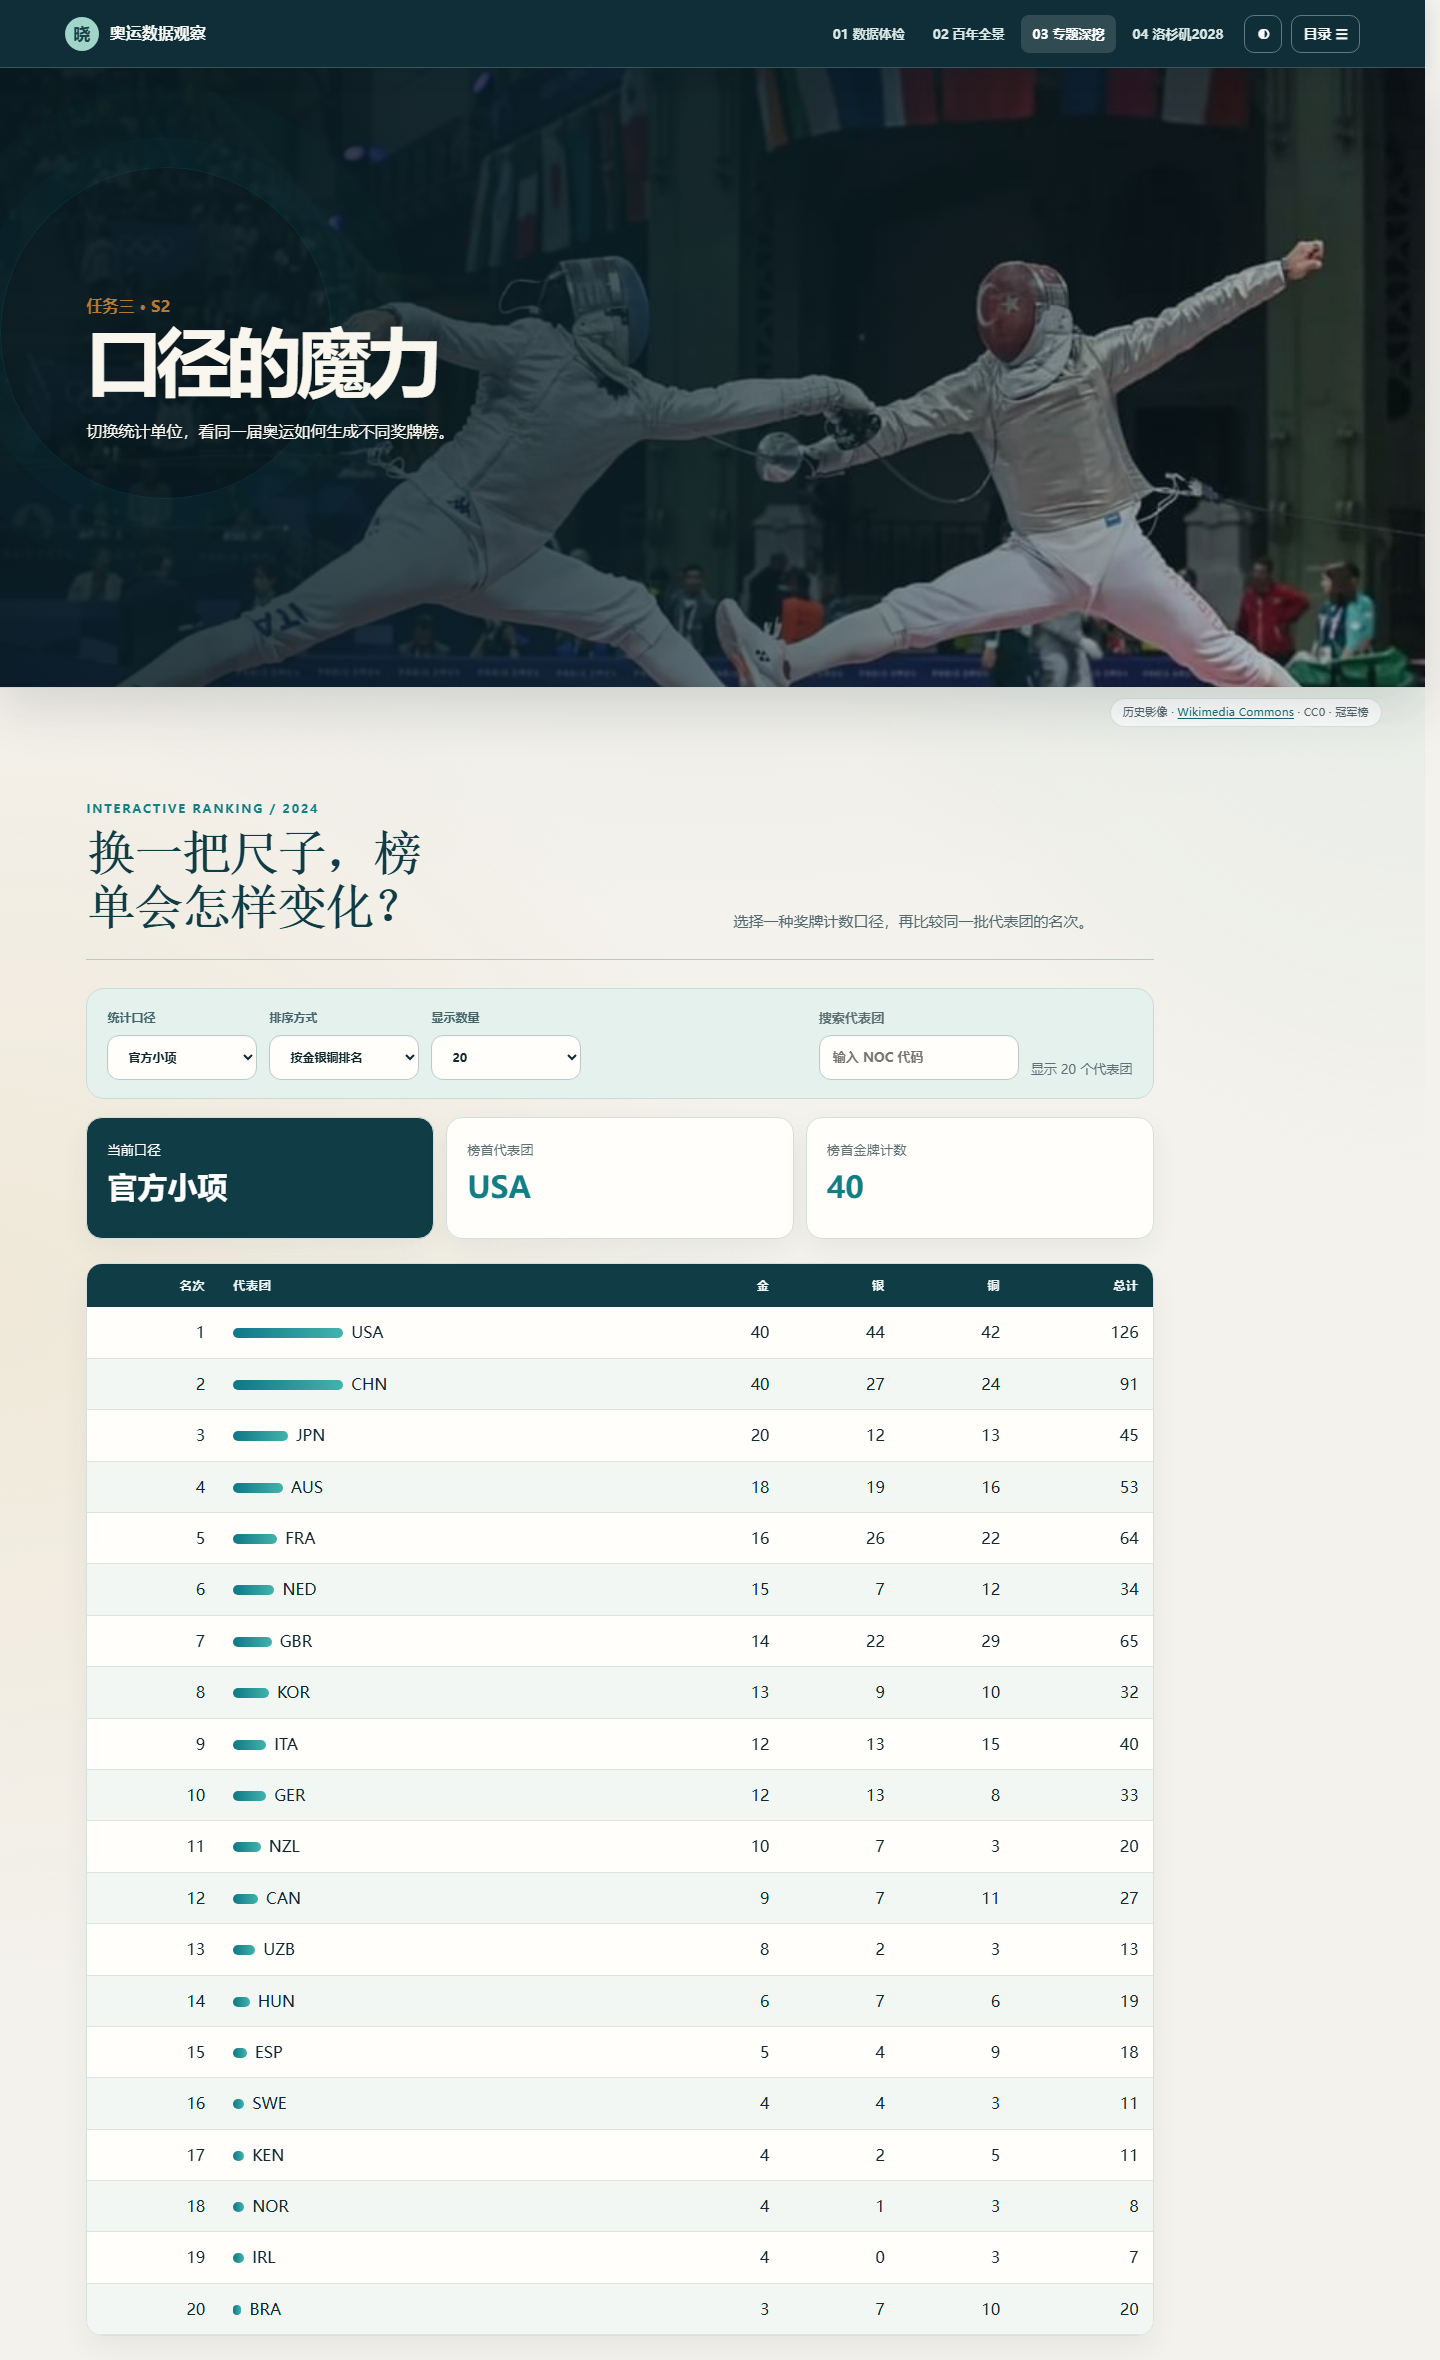 晓 奥运数据观察 01 数据体检 02 百年全景 03 专题深挖 04 洛杉矶2028 目录 ☰
任务三 • S2
口径的魔力
切换统计单位，看同一届奥运如何生成不同奖牌榜。
ITA
历史影像 · Wikimedia Commons · CC0 · 冠军榜
INTERACTIVE RANKING / 2024
换一把尺子，榜
单会怎样变化？
选择一种奖牌计数口径，再比较同一批代表团的名次。
统计口径 排序方式 显示数量 搜索代表团
官方小项 按金银铜排名 20 输入 NOC 代码 显示 20 个代表团
当前口径 榜首代表团 榜首金牌计数
官方小项 USA 40
名次 代表团 金 银 铜 总计
1 USA 40 44 42 126
2 CHN 40 27 24 91
3 JPN 20 12 13 45
4 AUS 18 19 16 53
5 FRA 16 26 22 64
6 NED 15 7 12 34
7 GBR 14 22 29 65
8 KOR 13 9 10 32
9 ITA 12 13 15 40
10 GER 12 13 8 33
11 NZL 10 7 3 20
12 CAN 9 7 11 27
13 UZB 8 2 3 13
14 HUN 6 7 6 19
15 ESP 5 4 9 18
16 SWE 4 4 3 11
17 KEN 4 2 5 11
18 NOR 4 1 3 8
19 IRL 4 0 3 7
20 BRA 3 7 10 20